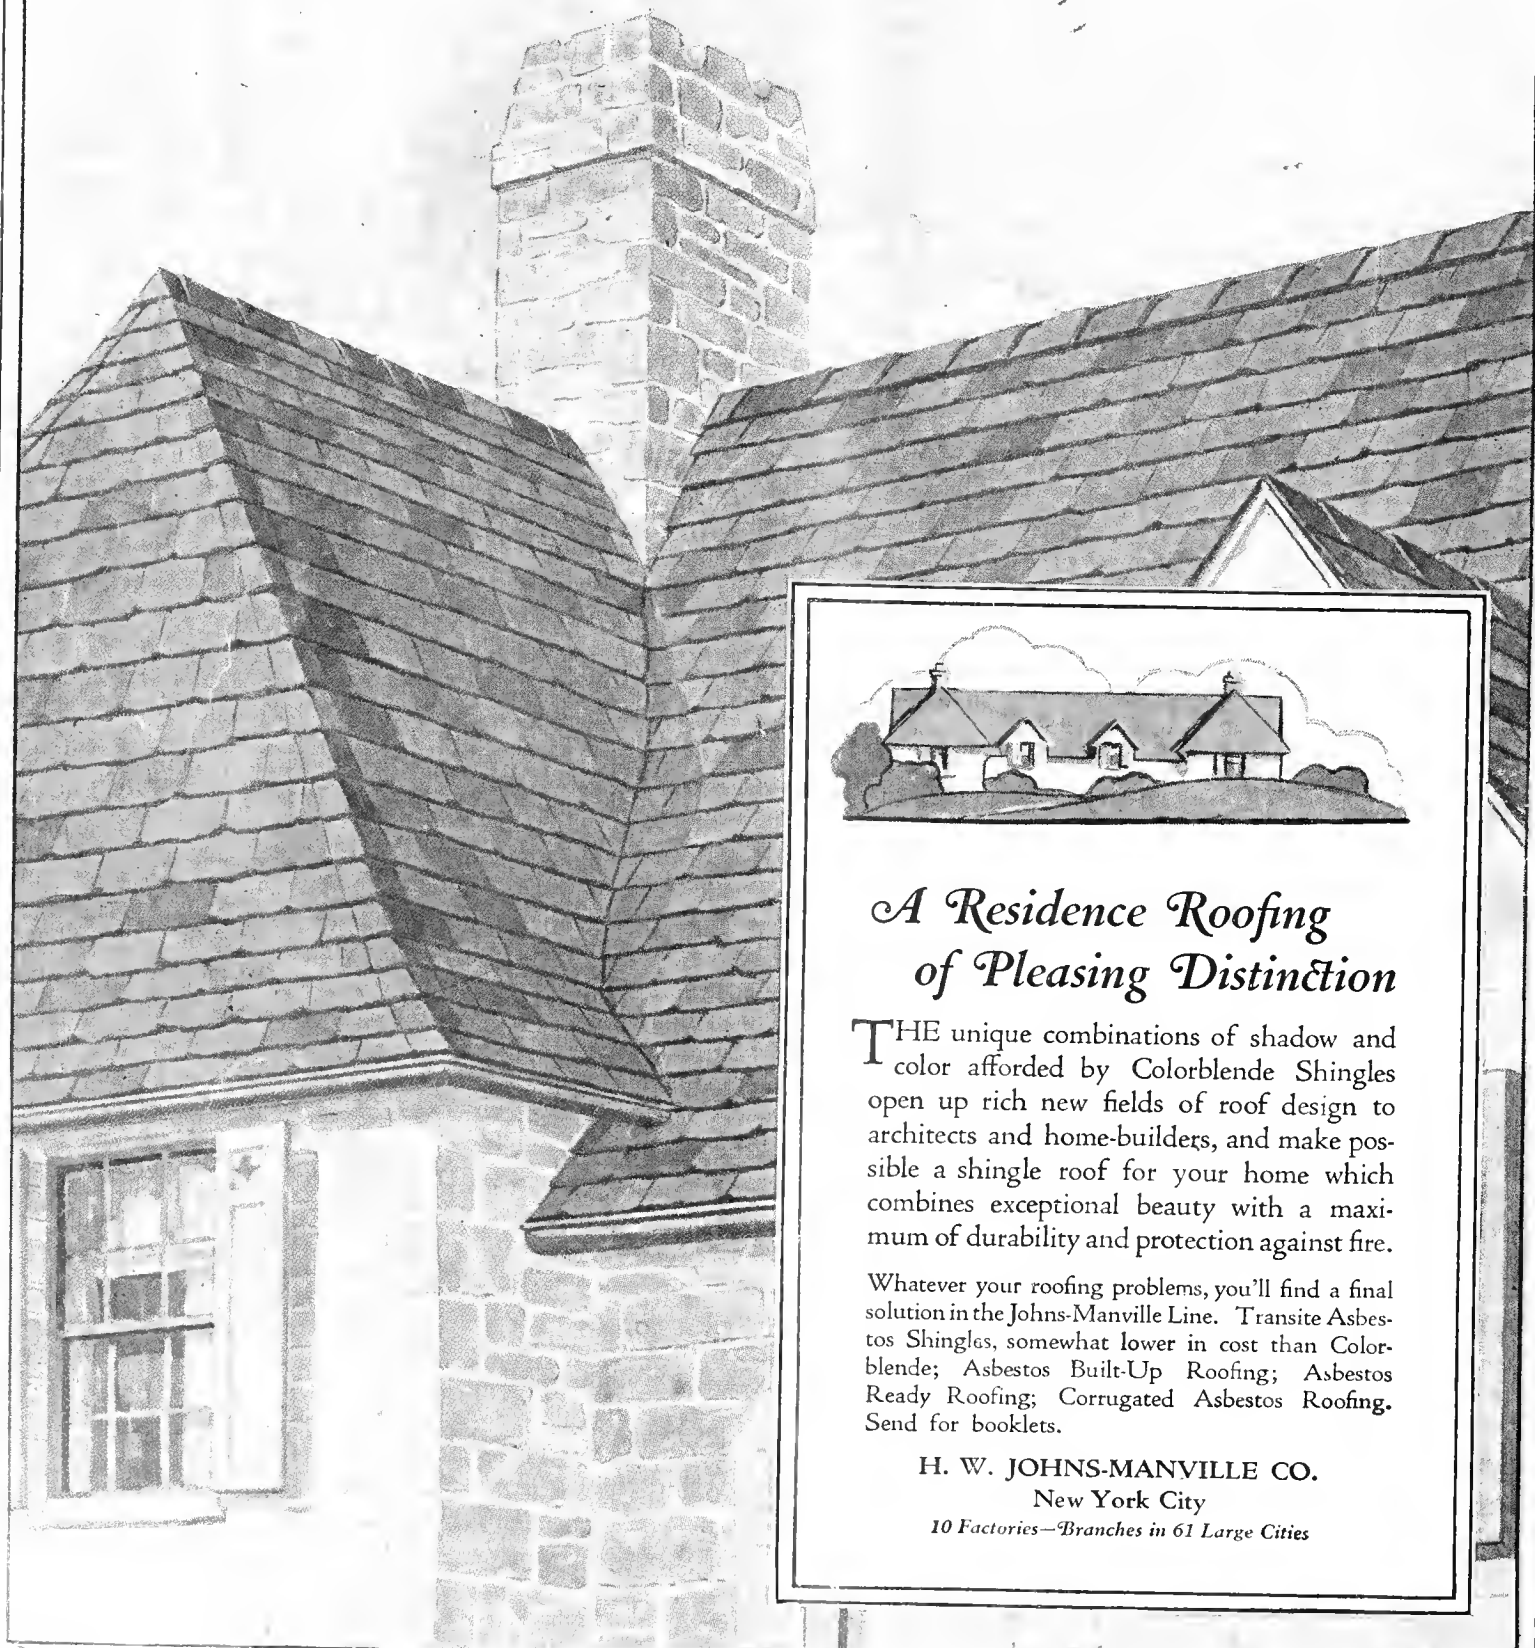 A Residence Roofing
of Pleasing Distinction
THE unique combinations of shadow and
color afforded by Colorblende Shingles
open up rich new fields of roof design to
architects and home-builders, and make pos-
sible a shingle roof for your home which
combines exceptional beauty with a maxi-
mum of durability and protection against fire.
Whatever your roofing problems, you'll find a final
solution in the Johns-Manville Line. Transite Asbes-
tos Shingles, somewhat lower in cost than Color-
blende; Asbestos Built-Up Roofing; Asbestos
Ready Roofing; Corrugated Asbestos Roofing.
Send for booklets.
H. W. JOHNS-MANVILLE CO.
New York City
10 Factories—Branches in 61 Large Cities